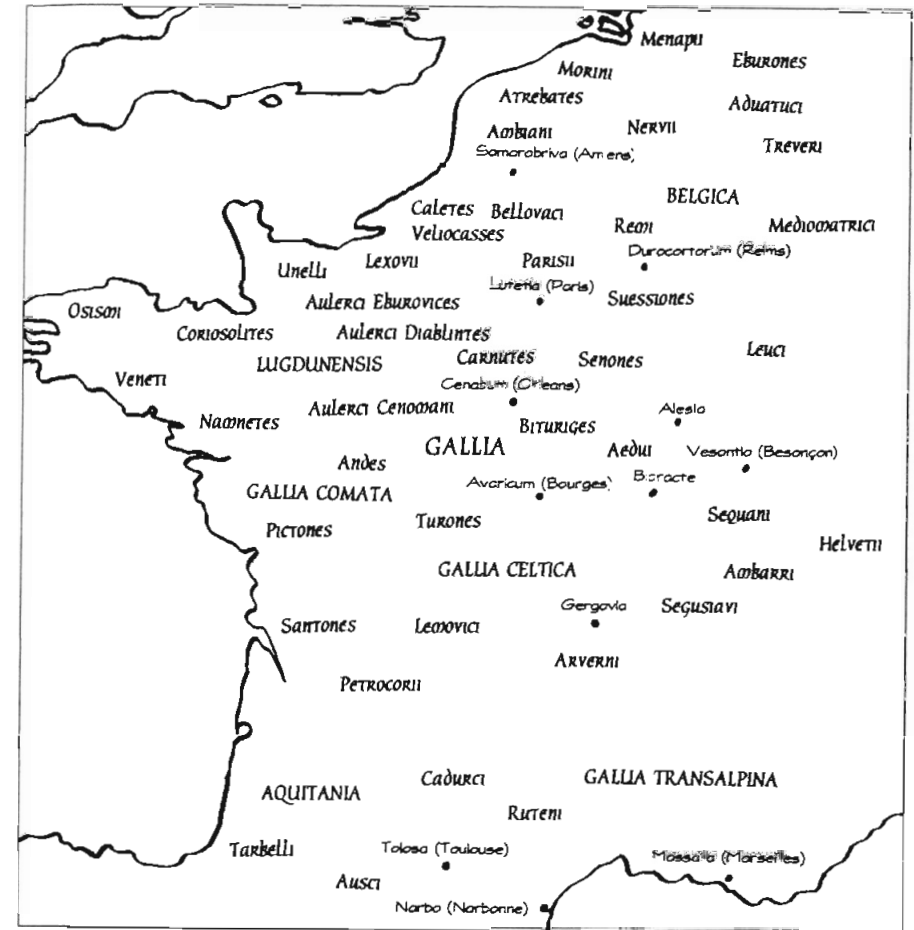 Menapii
Eburones
Morini
Atrebates
Aduatuci
Ambiani
Nervii
Treveri
Samarobriva (Amiens)
BELGICA
Caletes
Bellovaci
Remi
Mediomatrici
Veliocasses
Durocortorum (Reims)
Lexovii
Parisii
Unelli
Lutetia (Paris)
Suessiones
Aulerci Eburovices
Osismi
Coriosolites
Aulerci Diablintes
LUGDUNENSIS
Carnutes
Senones
Leuci
Veneti
Cenabum (Orleans)
Namnetes
Aulerci Cenomani
Alesia
Bituriges
GALLIA
Aedui
Vesontio (Besançon)
Andes
Avaricum (Bourges)
Bibracte
GALLIA COMATA
Pictones
Turones
Sequani
Helvetii
GALLIA CELTICA
Ambarri
Gergovia
Segusiavi
Santones
Lemovici
Arverni
Petrocorii
AQUITANIA
Cadurci
GALLIA TRANSALPINA
Ruteni
Tarbelli
Tolosa (Toulouse)
Massalia (Marseilles)
Ausci
Narbo (Narbonne)